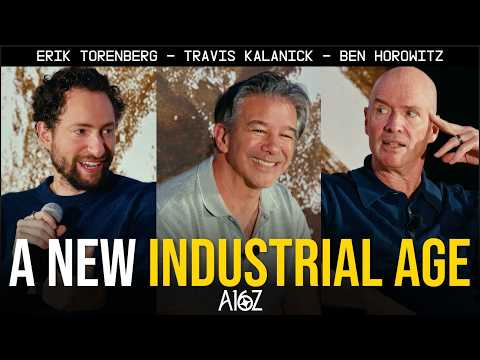 ERIK TORENBERG – TRAVIS KALANICK – BEN HOROWITZ
A NEW INDUSTRIAL AGE
A16Z